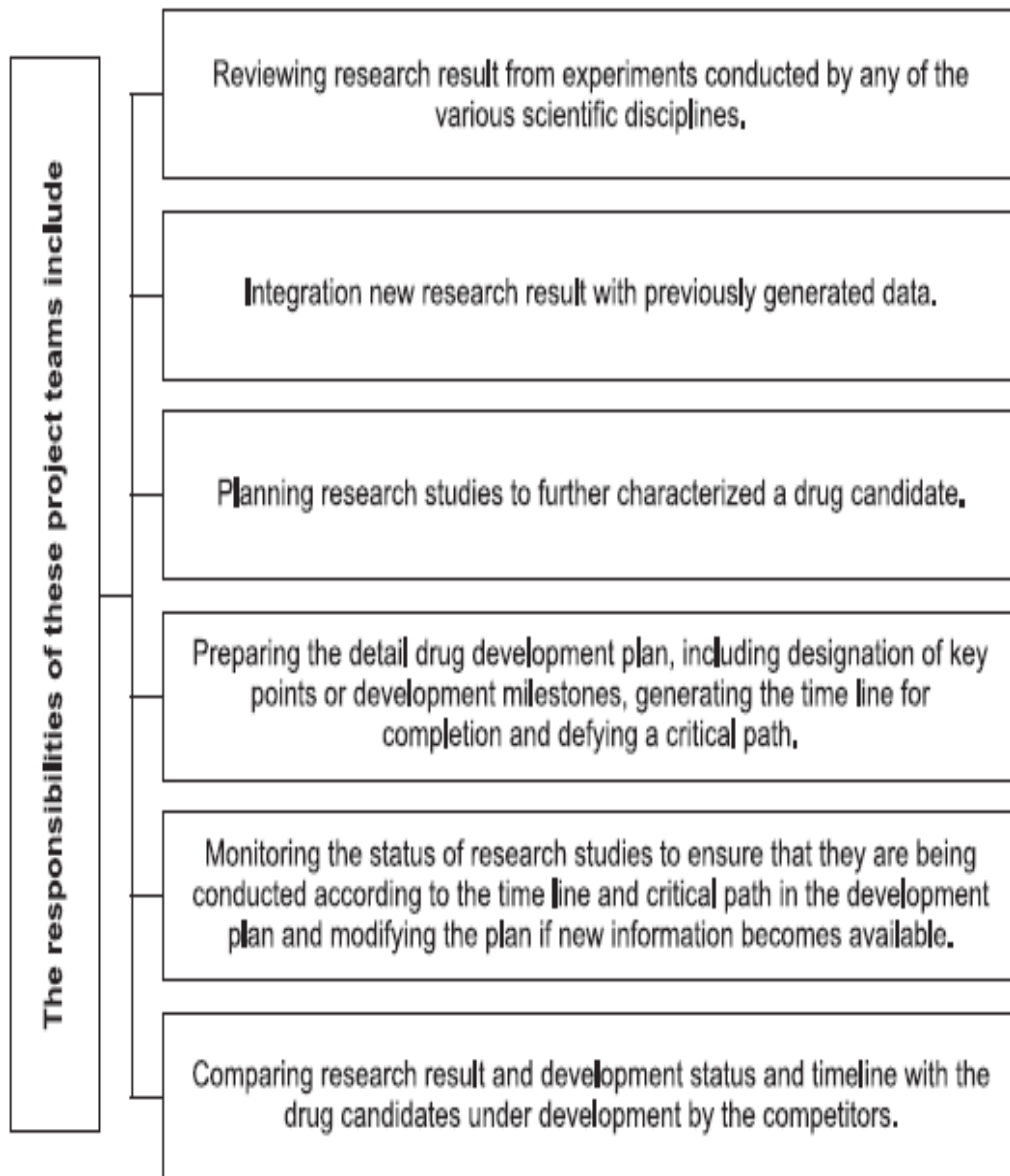 The responsibilities of these project teams include
Reviewing research result from experiments conducted by any of the
various scientific disciplines.
Integration new research result with previously generated data.
Planning research studies to further characterized a drug candidate.
Preparing the detail drug development plan, including designation of key
points or development milestones, generating the time line for
completion and defying a critical path.
Monitoring the status of research studies to ensure that they are being
conducted according to the time line and critical path in the development
plan and modifying the plan if new information becomes available.
Comparing research result and development status and timeline with the
drug candidates under development by the competitors.